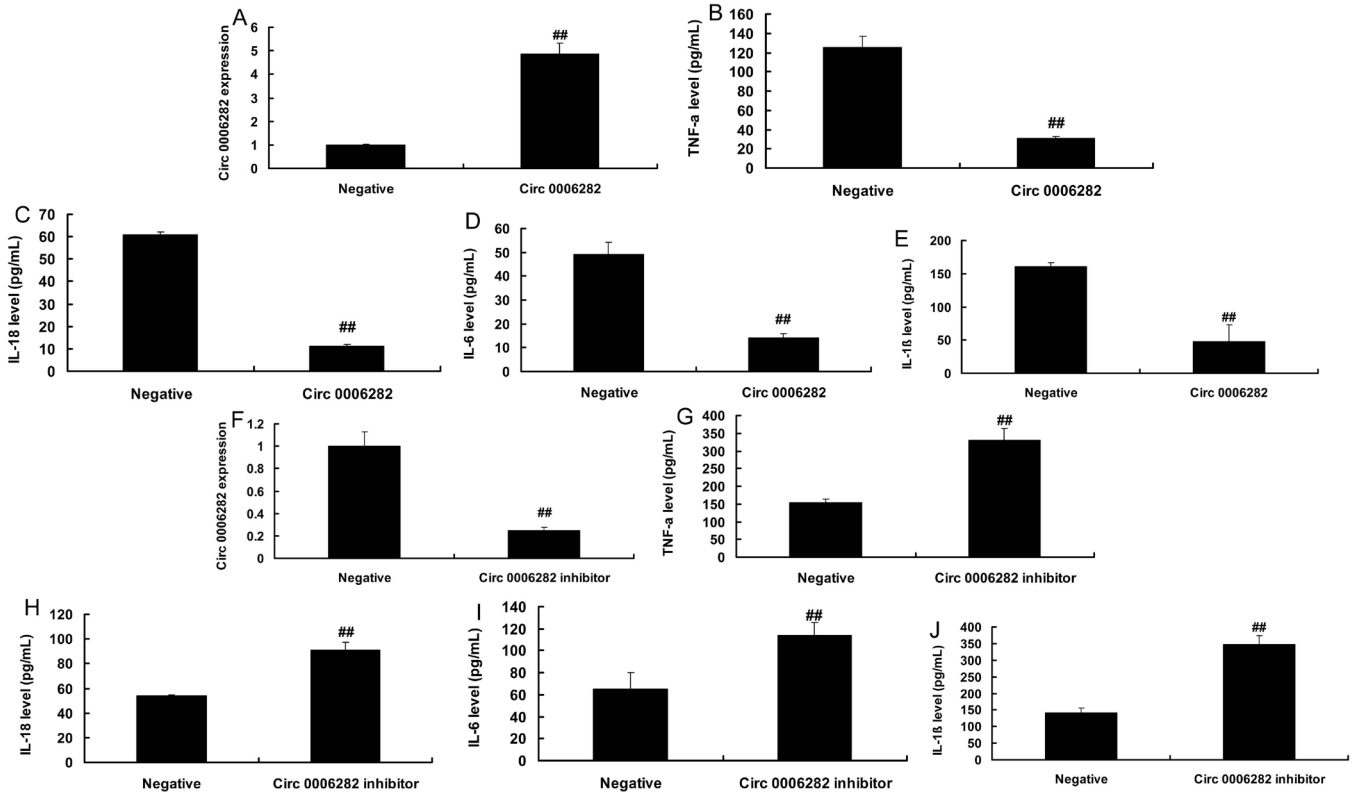 A
Circ 0006282 expression
6
5
4
3
2
1
0
##
Negative
Circ 0006282
B
TNF-a level (pg/mL)
160
140
120
100
80
60
40
20
0
##
Negative
Circ 0006282
C
IL-18 level (pg/mL)
70
60
50
40
30
20
10
0
##
Negative
Circ 0006282
D
IL-6 level (pg/mL)
60
50
40
30
20
10
0
##
Negative
Circ 0006282
E
IL-1ß level (pg/mL)
200
150
100
50
0
##
Negative
Circ 0006282
F
Circ 0006282 expression
1.2
1
0.8
0.6
0.4
0.2
0
##
Negative
Circ 0006282 inhibitor
G
TNF-a level (pg/mL)
400
350
300
250
200
150
100
50
0
##
Negative
Circ 0006282 inhibitor
H
IL-18 level (pg/mL)
120
100
80
60
40
20
0
##
Negative
Circ 0006282 inhibitor
I
IL-6 level (pg/mL)
140
120
100
80
60
40
20
0
##
Negative
Circ 0006282 inhibitor
J
IL-1ß level (pg/mL)
400
350
300
250
200
150
100
50
0
##
Negative
Circ 0006282 inhibitor